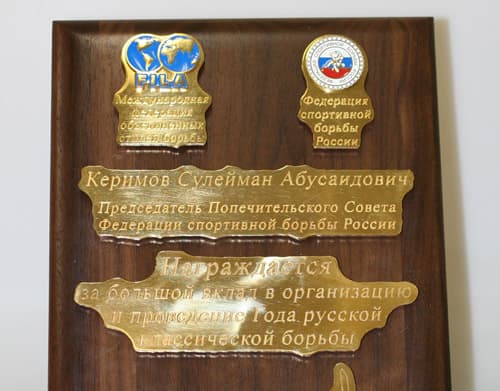 FILA
Международная
федерация
объединенных
стилей борьбы
Федерация
спортивной
борьбы
России
Керимов Сулейман Абусаидович
Председатель Попечительского Совета
Федерации спортивной борьбы России
Награждается
за большой вклад в организацию
и проведение Года русской
классической борьбы